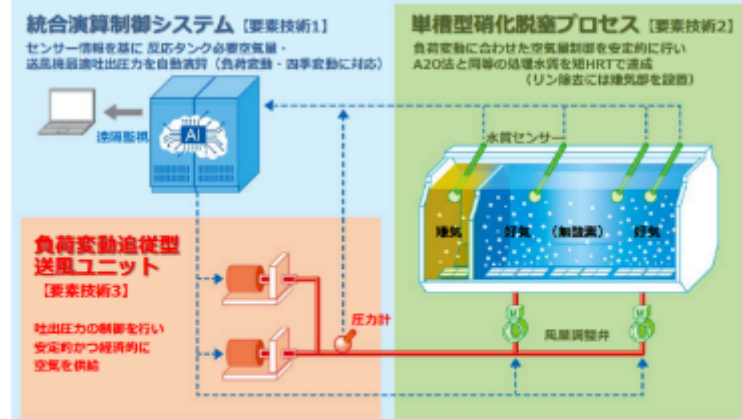 統合演算制御システム【要素技術1】
センサー情報を基に 反応タンク必要空気量・
送風機最適吐出圧力を自動演算（負荷変動・四季変動に対応）
単槽型硝化脱窒プロセス【要素技術2】
負荷変動に合わせた空気量制御を安定的に行い
A2O法と同等の処理水質を短HRTで達成
（リン除去には嫌気部を設置）
AI
遠隔監視
水質センサー
嫌気
好気
（無酸素）
好気
負荷変動追従型
送風ユニット
【要素技術3】
吐出圧力の制御を行い
安定的かつ経済的に
空気を供給
圧力計
M
M
風量調整弁